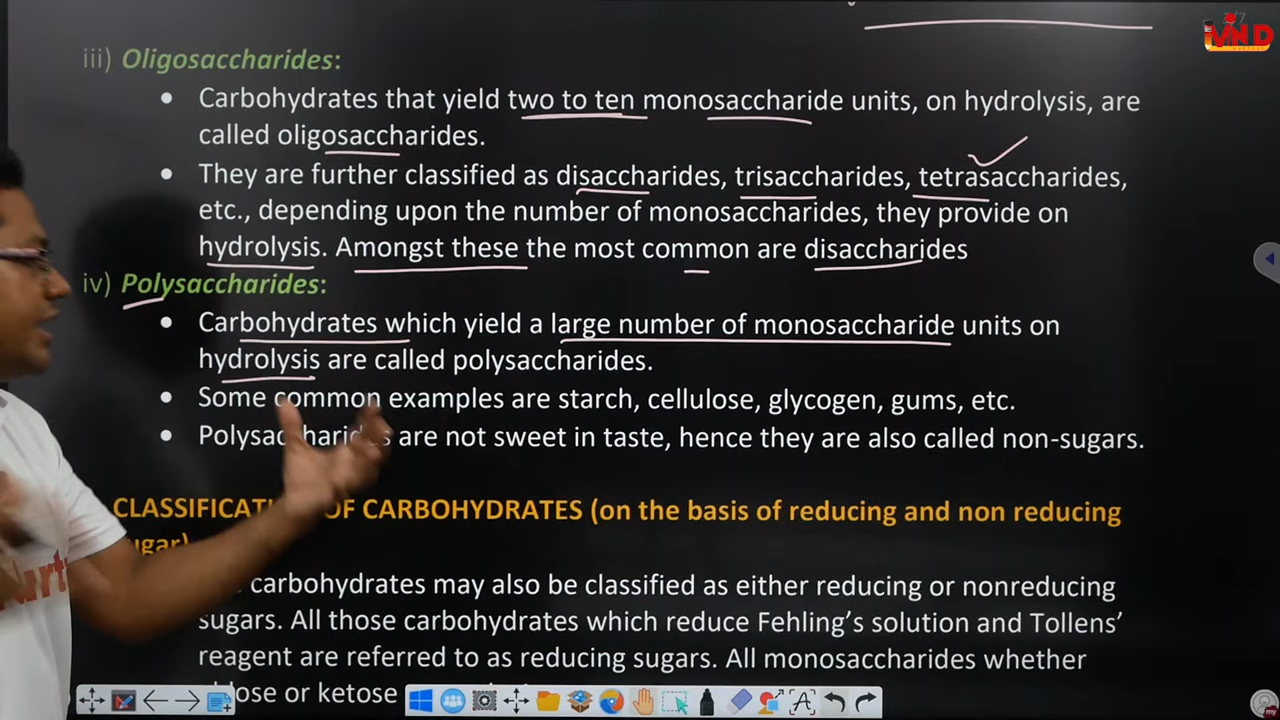 iii) Oligosaccharides:
• Carbohydrates that yield two to ten monosaccharide units, on hydrolysis, are
called oligosaccharides.
• They are further classified as disaccharides, trisaccharides, tetrasaccharides,
etc., depending upon the number of monosaccharides, they provide on
hydrolysis. Amongst these the most common are disaccharides
iv) Polysaccharides:
• Carbohydrates which yield a large number of monosaccharide units on
hydrolysis are called polysaccharides.
• Some common examples are starch, cellulose, glycogen, gums, etc.
• Polysaccharides are not sweet in taste, hence they are also called non-sugars.
CLASSIFICATION OF CARBOHYDRATES (on the basis of reducing and non reducing
sugar)
carbohydrates may also be classified as either reducing or nonreducing
sugars. All those carbohydrates which reduce Fehling's solution and Tollens'
reagent are referred to as reducing sugars. All monosaccharides whether
or ketose